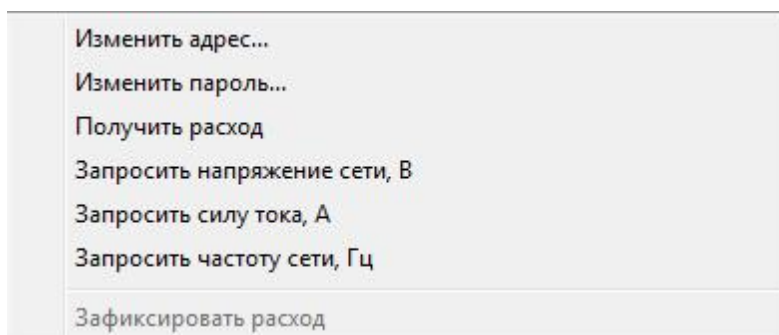 Изменить адрес...
Изменить пароль...
Получить расход
Запросить напряжение сети, В
Запросить силу тока, А
Запросить частоту сети, Гц
Зафиксировать расход